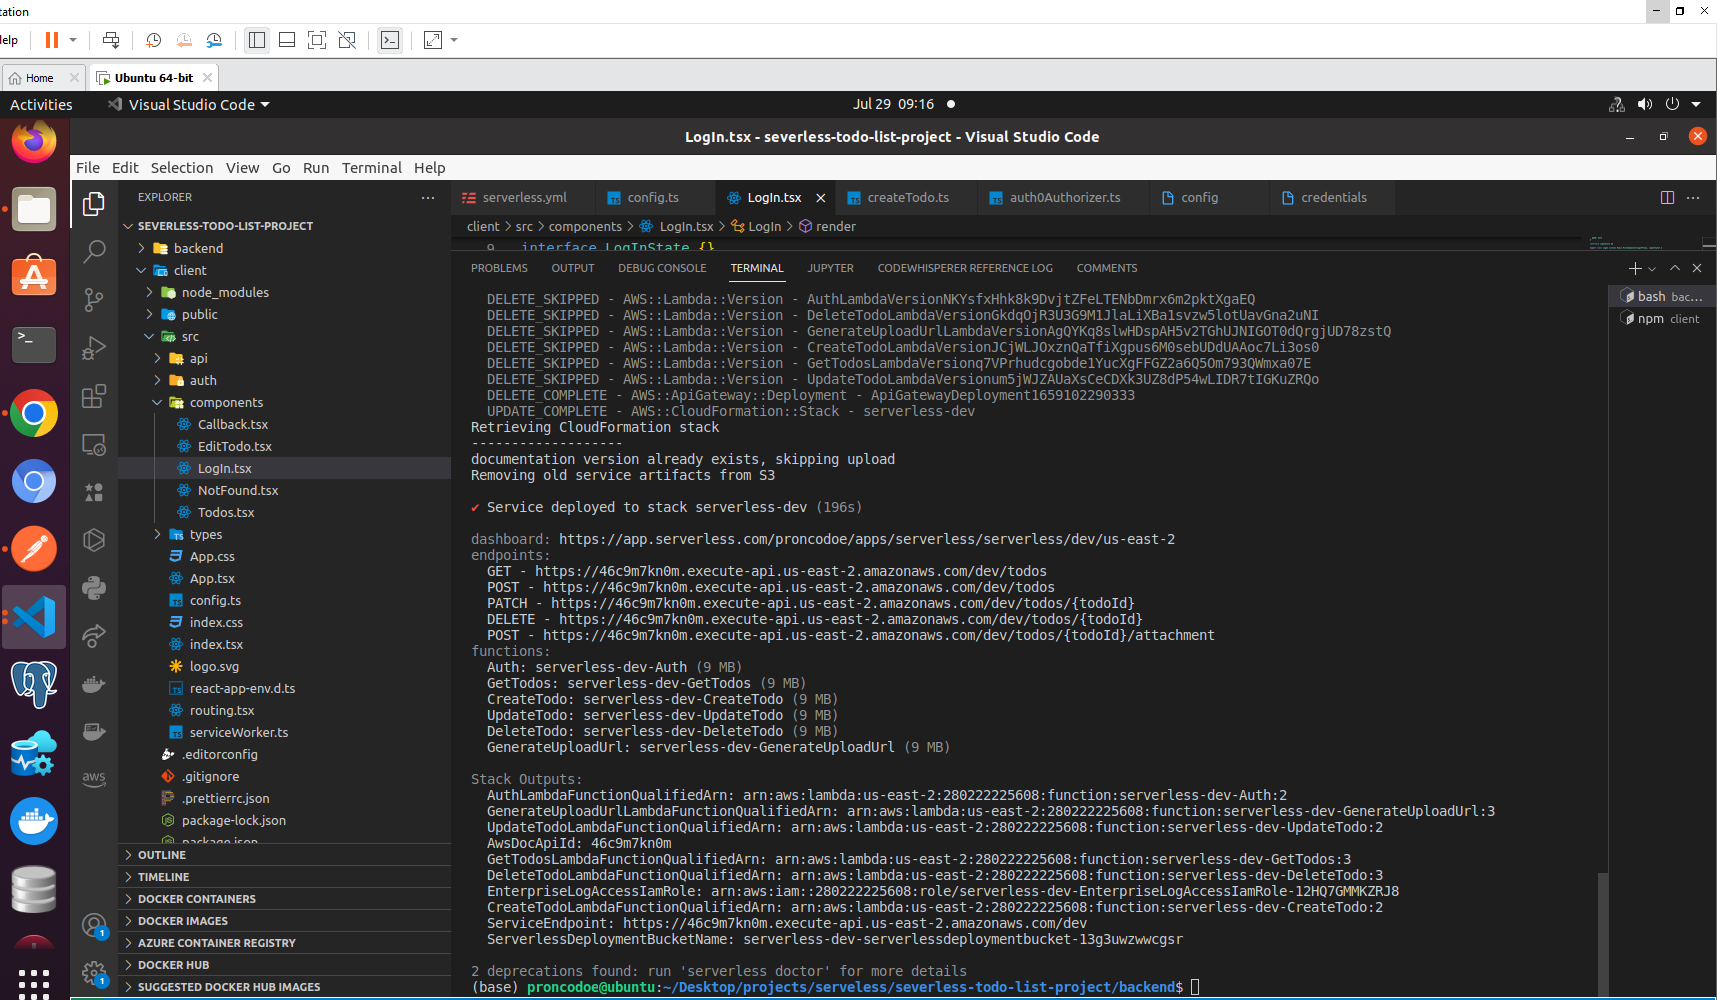 tation
elp
Home
Ubuntu 64-bit
Activities
Visual Studio Code
Jul 29 09:16
LogIn.tsx - severless-todo-list-project - Visual Studio Code
File Edit Selection View Go Run Terminal Help
EXPLORER
SEVERLESS-TODO-LIST-PROJECT
backend
client
node_modules
public
src
api
auth
components
Callback.tsx
EditTodo.tsx
LogIn.tsx
NotFound.tsx
Todos.tsx
types
App.css
App.tsx
config.ts
index.css
index.tsx
logo.svg
react-app-env.d.ts
routing.tsx
serviceWorker.ts
.editorconfig
.gitignore
.prettierrc.json
package-lock.json
package.json
OUTLINE
TIMELINE
DOCKER CONTAINERS
DOCKER IMAGES
AZURE CONTAINER REGISTRY
DOCKER HUB
SUGGESTED DOCKER HUB IMAGES
aws
1
1
serverless.yml config.ts LogIn.tsx createTodo.ts auth0Authorizer.ts config credentials
client > src > components > LogIn.tsx > LogIn > render
9 interface LogInState {}
PROBLEMS OUTPUT DEBUG CONSOLE TERMINAL JUPYTER CODEWHISPERER REFERENCE LOG COMMENTS
bash bac...
npm client
DELETE_SKIPPED - AWS::Lambda::Version - AuthLambdaVersionNKYsfxHhk8k9DvjtZFeLTENbDmrx6m2pktXgaEQ
DELETE_SKIPPED - AWS::Lambda::Version - DeleteTodoLambdaVersionGkdqOjR3U3G9M1JlaLiXBa1svzw5lotUavGna2uNI
DELETE_SKIPPED - AWS::Lambda::Version - GenerateUploadUrlLambdaVersionAgQYKq8slwHDspAH5v2TGhUJNIGOT0dQrgjUD78zstQ
DELETE_SKIPPED - AWS::Lambda::Version - CreateTodoLambdaVersionJCjWLJOxznQaTfiXgpus6M0sebUDdUAAoc7Li3os0
DELETE_SKIPPED - AWS::Lambda::Version - GetTodosLambdaVersionq7VPrhudcgobde1YucXgFFGZ2a6Q5Om793QWmxa07E
DELETE_SKIPPED - AWS::Lambda::Version - UpdateTodoLambdaVersionum5jWJZAUaXsCeCDXk3UZ8dP54wLIDR7tIGKuZRQo
DELETE_COMPLETE - AWS::ApiGateway::Deployment - ApiGatewayDeployment1659102290333
UPDATE_COMPLETE - AWS::CloudFormation::Stack - serverless-dev
Retrieving CloudFormation stack
-------------------
documentation version already exists, skipping upload
Removing old service artifacts from S3
✔ Service deployed to stack serverless-dev (196s)
dashboard: https://app.serverless.com/proncodoe/apps/serverless/serverless/dev/us-east-2
endpoints:
GET - https://46c9m7kn0m.execute-api.us-east-2.amazonaws.com/dev/todos
POST - https://46c9m7kn0m.execute-api.us-east-2.amazonaws.com/dev/todos
PATCH - https://46c9m7kn0m.execute-api.us-east-2.amazonaws.com/dev/todos/{todoId}
DELETE - https://46c9m7kn0m.execute-api.us-east-2.amazonaws.com/dev/todos/{todoId}
POST - https://46c9m7kn0m.execute-api.us-east-2.amazonaws.com/dev/todos/{todoId}/attachment
functions:
Auth: serverless-dev-Auth (9 MB)
GetTodos: serverless-dev-GetTodos (9 MB)
CreateTodo: serverless-dev-CreateTodo (9 MB)
UpdateTodo: serverless-dev-UpdateTodo (9 MB)
DeleteTodo: serverless-dev-DeleteTodo (9 MB)
GenerateUploadUrl: serverless-dev-GenerateUploadUrl (9 MB)
Stack Outputs:
AuthLambdaFunctionQualifiedArn: arn:aws:lambda:us-east-2:280222225608:function:serverless-dev-Auth:2
GenerateUploadUrlLambdaFunctionQualifiedArn: arn:aws:lambda:us-east-2:280222225608:function:serverless-dev-GenerateUploadUrl:3
UpdateTodoLambdaFunctionQualifiedArn: arn:aws:lambda:us-east-2:280222225608:function:serverless-dev-UpdateTodo:2
AwsDocApiId: 46c9m7kn0m
GetTodosLambdaFunctionQualifiedArn: arn:aws:lambda:us-east-2:280222225608:function:serverless-dev-GetTodos:3
DeleteTodoLambdaFunctionQualifiedArn: arn:aws:lambda:us-east-2:280222225608:function:serverless-dev-DeleteTodo:3
EnterpriseLogAccessIamRole: arn:aws:iam::280222225608:role/serverless-dev-EnterpriseLogAccessIamRole-12HQ7GMMKZRJ8
CreateTodoLambdaFunctionQualifiedArn: arn:aws:lambda:us-east-2:280222225608:function:serverless-dev-CreateTodo:2
ServiceEndpoint: https://46c9m7kn0m.execute-api.us-east-2.amazonaws.com/dev
ServerlessDeploymentBucketName: serverless-dev-serverlessdeploymentbucket-13g3uwzwwcgsr
2 deprecations found: run 'serverless doctor' for more details
(base) proncodoe@ubuntu:~/Desktop/projects/serveless/severless-todo-list-project/backend$